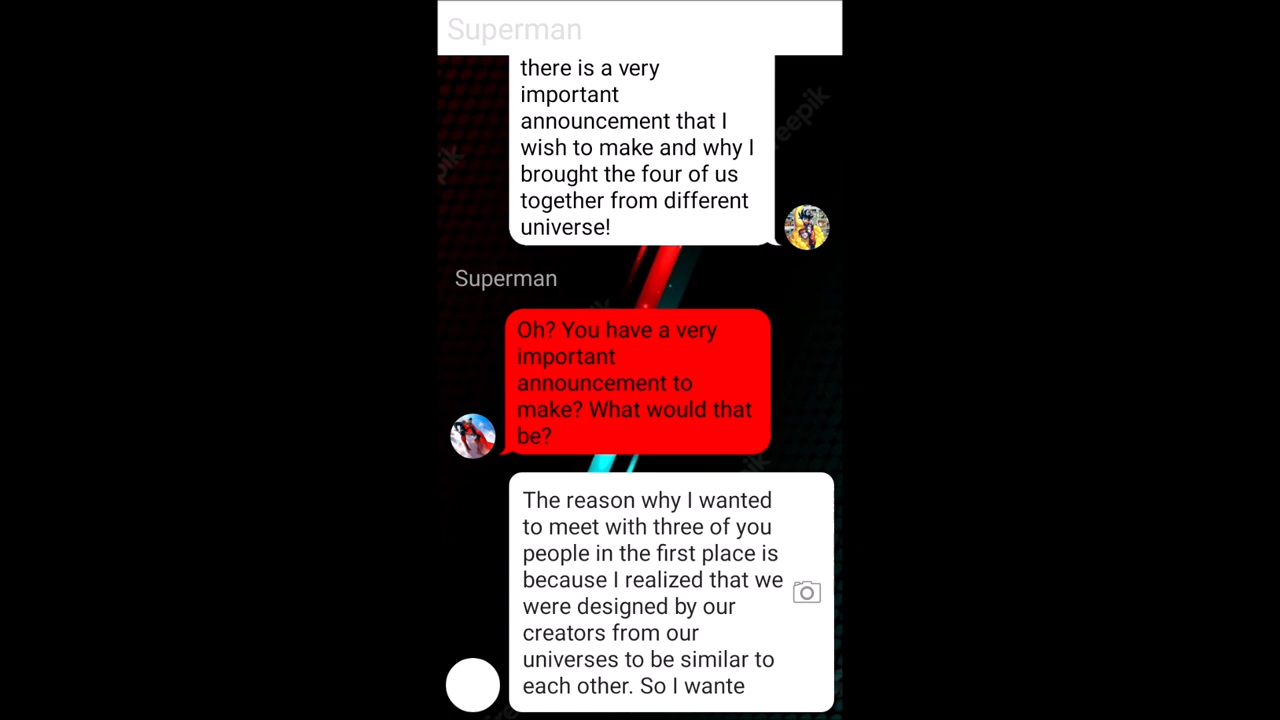 Superman
there is a very
important
announcement that I
wish to make and why I
brought the four of us
together from different
universe!
Superman
Oh? You have a very
important
announcement to
make? What would that
be?
The reason why I wanted
to meet with three of you
people in the first place is
because I realized that we
were designed by our
creators from our
universes to be similar to
each other. So I wante